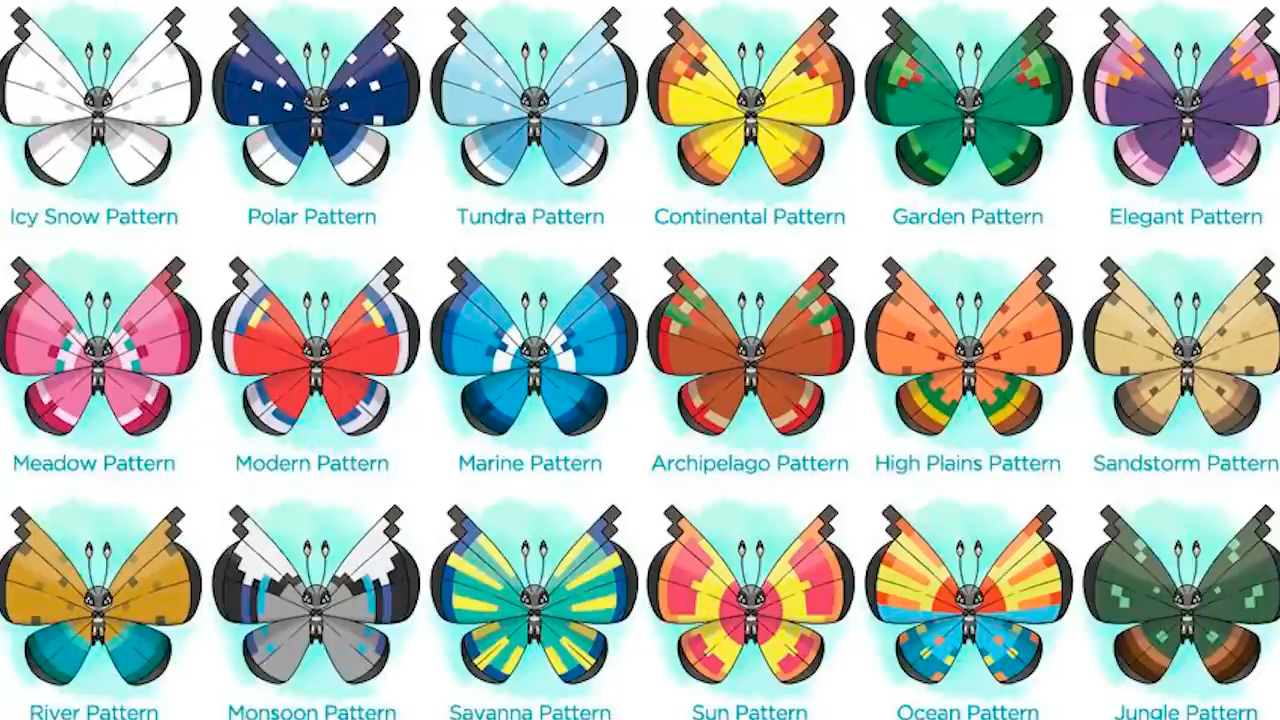 Icy Snow Pattern Polar Pattern Tundra Pattern Continental Pattern Garden Pattern Elegant Pattern
Meadow Pattern Modern Pattern Marine Pattern Archipelago Pattern High Plains Pattern Sandstorm Pattern
River Pattern Monsoon Pattern Savanna Pattern Sun Pattern Ocean Pattern Jungle Pattern